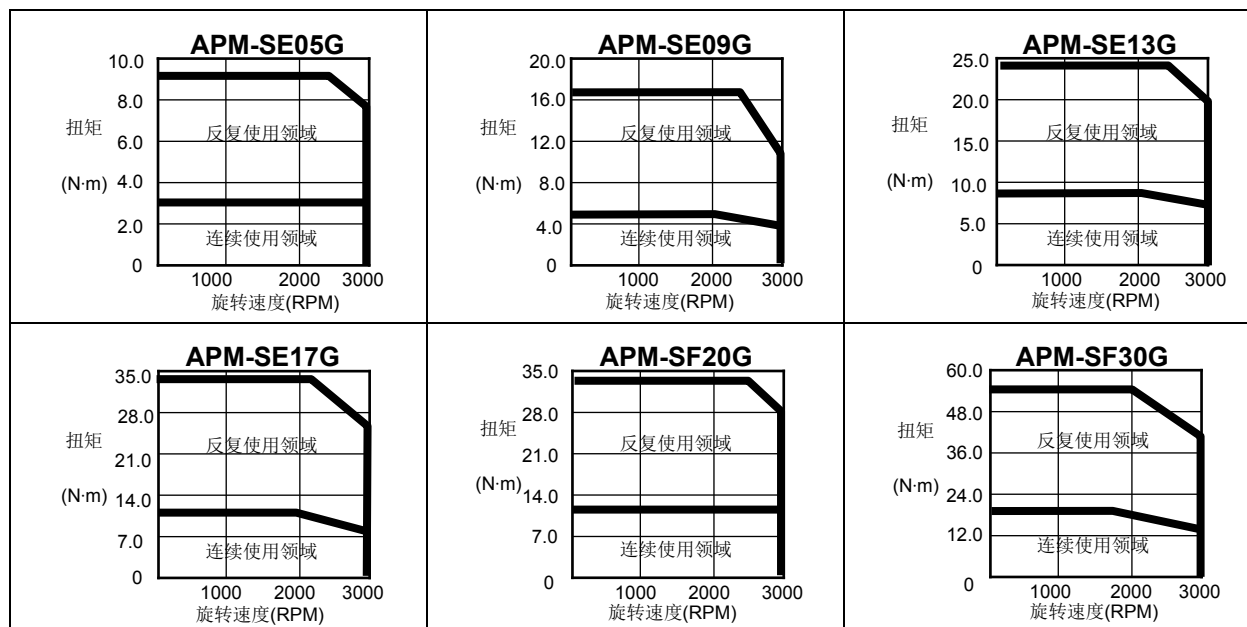 APM-SE05G
10.0
8.0
扭矩
反复使用领域
6.0
(N·m)
4.0
2.0
连续使用领域
0
1000 2000 3000
旋转速度(RPM)
APM-SE09G
20.0
16.0
扭矩
反复使用领域
12.0
(N·m)
8.0
4.0
连续使用领域
0
1000 2000 3000
旋转速度(RPM)
APM-SE13G
25.0
20.0
扭矩
反复使用领域
15.0
(N·m)
10.0
5.0
连续使用领域
0
1000 2000 3000
旋转速度(RPM)
APM-SE17G
35.0
28.0
扭矩
反复使用领域
21.0
(N·m)
14.0
7.0
连续使用领域
0
1000 2000 3000
旋转速度(RPM)
APM-SF20G
35.0
28.0
扭矩
反复使用领域
21.0
(N·m)
14.0
7.0
连续使用领域
0
1000 2000 3000
旋转速度(RPM)
APM-SF30G
60.0
48.0
扭矩
反复使用领域
36.0
(N·m)
24.0
12.0
连续使用领域
0
1000 2000 3000
旋转速度(RPM)